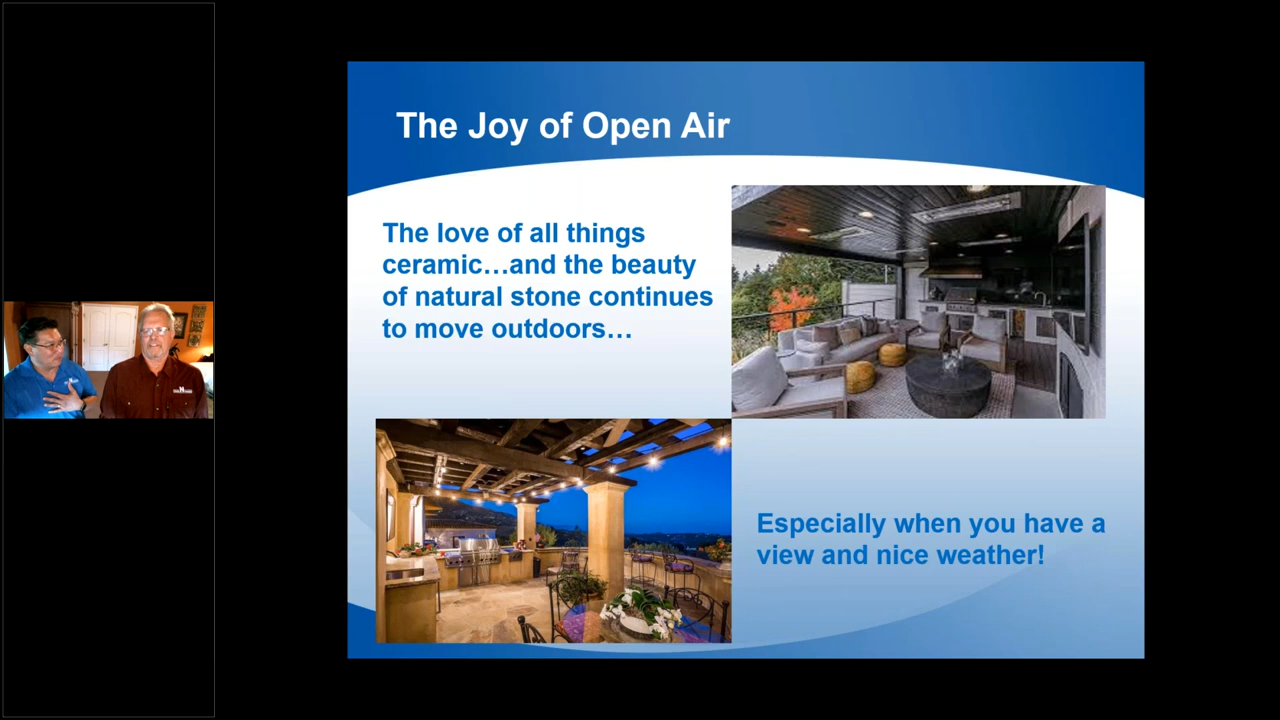 The Joy of Open Air
The love of all things
ceramic…and the beauty
of natural stone continues
to move outdoors…
Especially when you have a
view and nice weather!